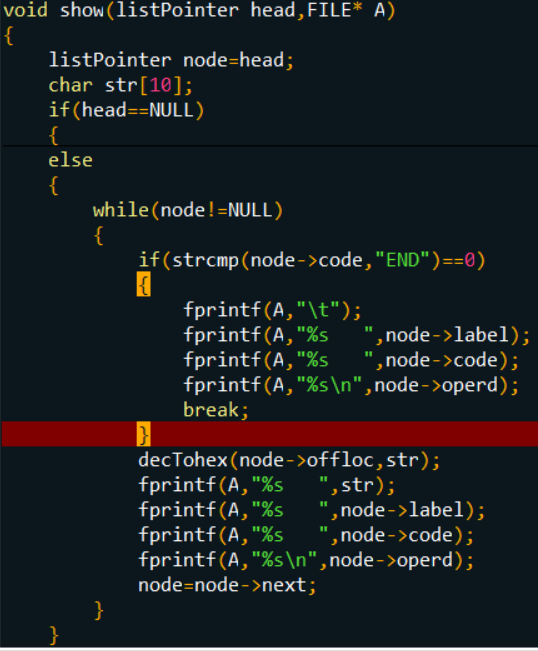 void show(listPointer head,FILE* A)
{
    listPointer node=head;
    char str[10];
    if(head==NULL)
    {
    else
    {
        while(node!=NULL)
        {
            if(strcmp(node->code,"END")==0)
            {
                fprintf(A,"\t");
                fprintf(A,"%s   ",node->label);
                fprintf(A,"%s   ",node->code);
                fprintf(A,"%s\n",node->operd);
                break;
            }
            decTohex(node->offloc,str);
            fprintf(A,"%s   ",str);
            fprintf(A,"%s   ",node->label);
            fprintf(A,"%s   ",node->code);
            fprintf(A,"%s\n",node->operd);
            node=node->next;
        }
    }